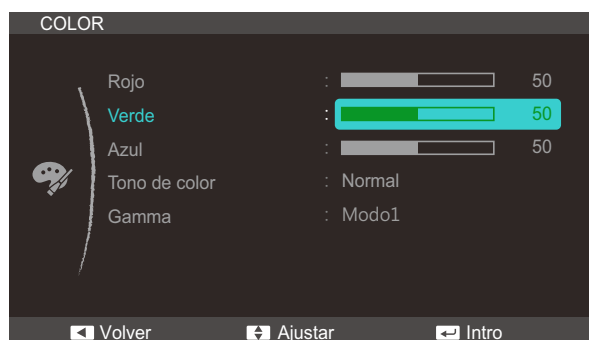 COLOR
Rojo : 50
Verde : 50
Azul : 50
Tono de color : Normal
Gamma : Modo1
Volver Ajustar Intro